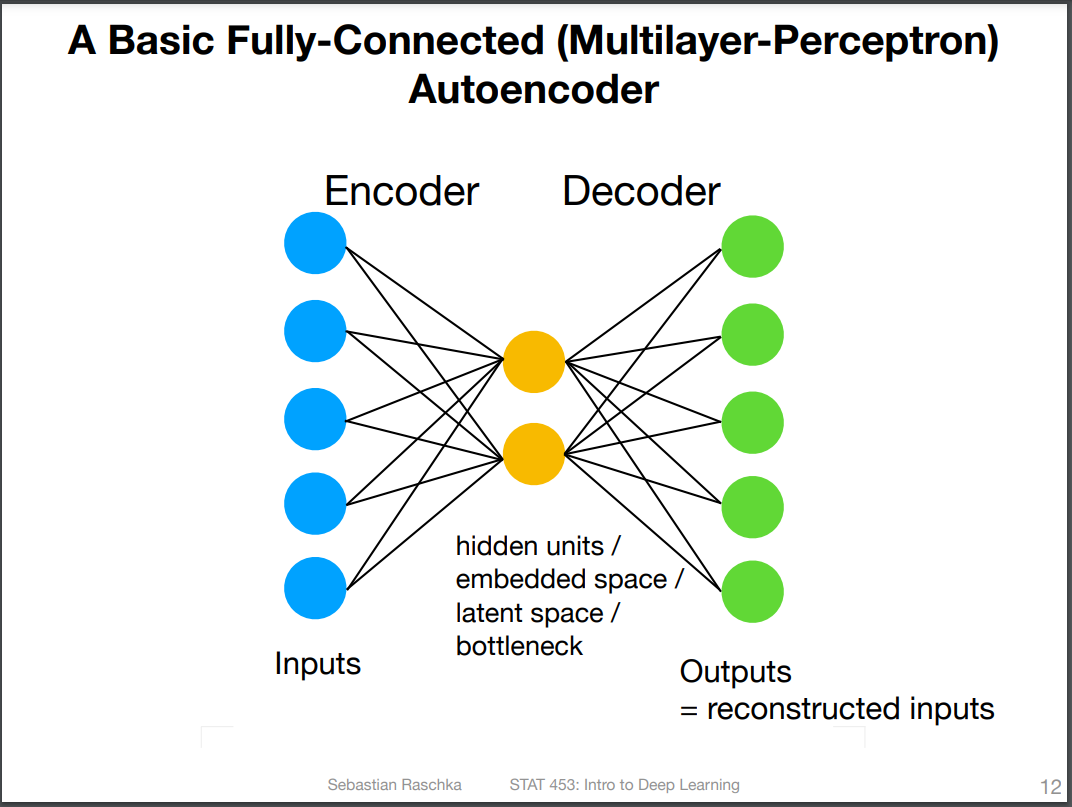 A Basic Fully-Connected (Multilayer-Perceptron)
Autoencoder
Encoder
Decoder
hidden units /
embedded space /
latent space /
bottleneck
Inputs
Outputs
= reconstructed inputs
Sebastian Raschka
STAT 453: Intro to Deep Learning
12